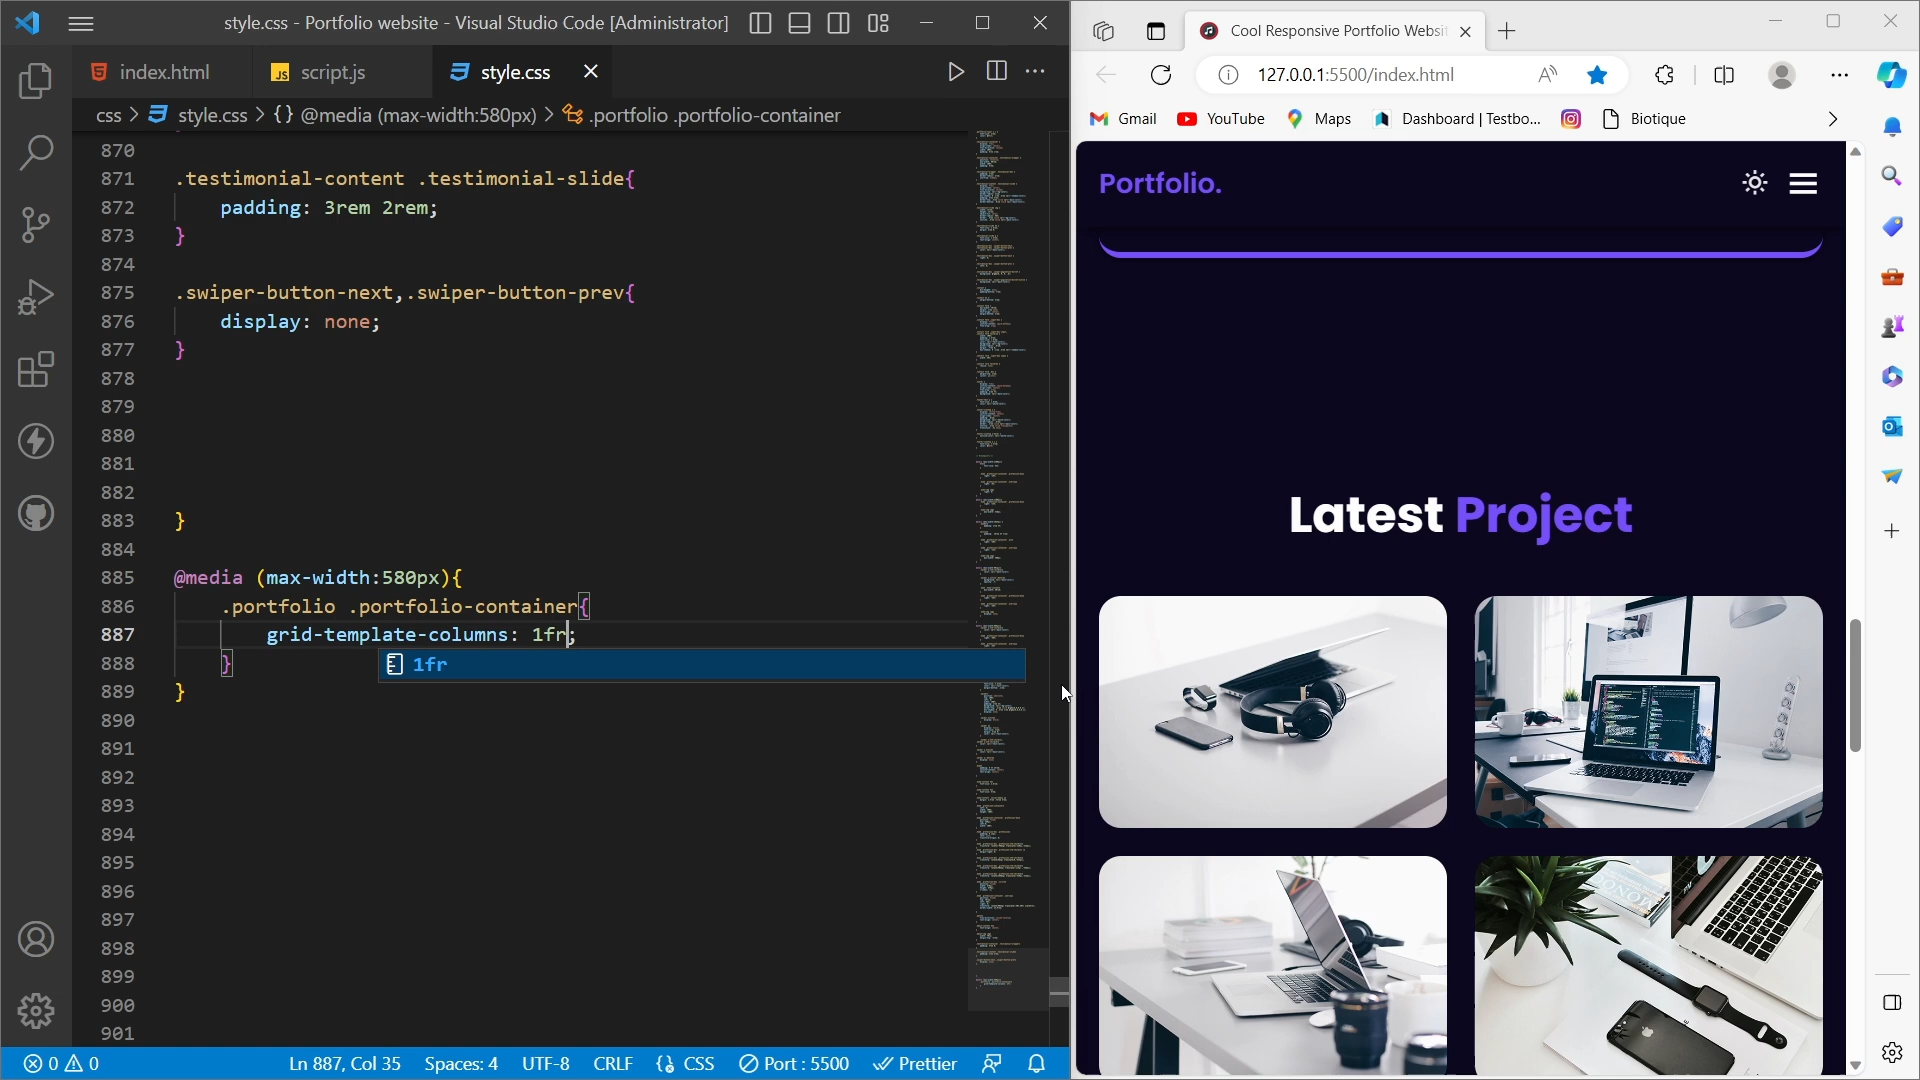 style.css - Portfolio website - Visual Studio Code [Administrator]
index.html
script.js
style.css
css > style.css > {} @media (max-width:580px) > .portfolio .portfolio-container
870
871 .testimonial-content .testimonial-slide{
872 padding: 3rem 2rem;
873 }
874
875 .swiper-button-next,.swiper-button-prev{
876 display: none;
877 }
878
879
880
881
882
883 }
884
885 @media (max-width:580px){
886 .portfolio .portfolio-container{
887 grid-template-columns: 1fr;
888 }
1fr
889 }
890
891
892
893
894
895
896
897
898
899
900
901
0 0
Ln 887, Col 35
Spaces: 4
UTF-8
CRLF
{} CSS
Port : 5500
Prettier
Cool Responsive Portfolio Websit
127.0.0.1:5500/index.html
Gmail
YouTube
Maps
Dashboard | Testbo...
Biotique
Portfolio.
Latest Project